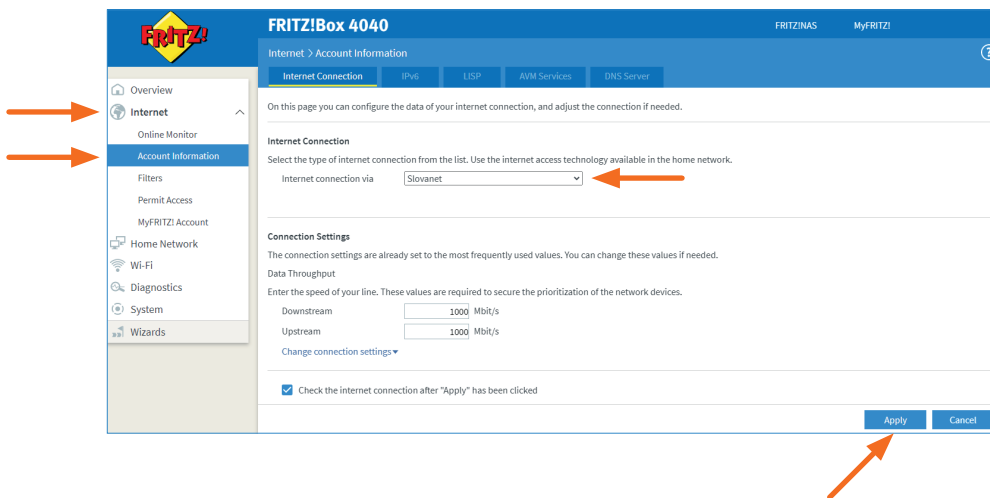 FRITZ!
FRITZ!Box 4040
FRITZ!NAS
MyFRITZ!
Internet > Account Information
?
Internet Connection
IPv6
LISP
AVM Services
DNS Server
Overview
Internet
Online Monitor
Account Information
Filters
Permit Access
MyFRITZ! Account
Home Network
Wi-Fi
Diagnostics
System
Wizards
On this page you can configure the data of your internet connection, and adjust the connection if needed.
Internet Connection
Select the type of internet connection from the list. Use the internet access technology available in the home network.
Internet connection via Slovanet
Connection Settings
The connection settings are already set to the most frequently used values. You can change these values if needed.
Data Throughput
Enter the speed of your line. These values are required to secure the prioritization of the network devices.
Downstream 1000 Mbit/s
Upstream 1000 Mbit/s
Change connection settings
Check the internet connection after "Apply" has been clicked
Apply
Cancel